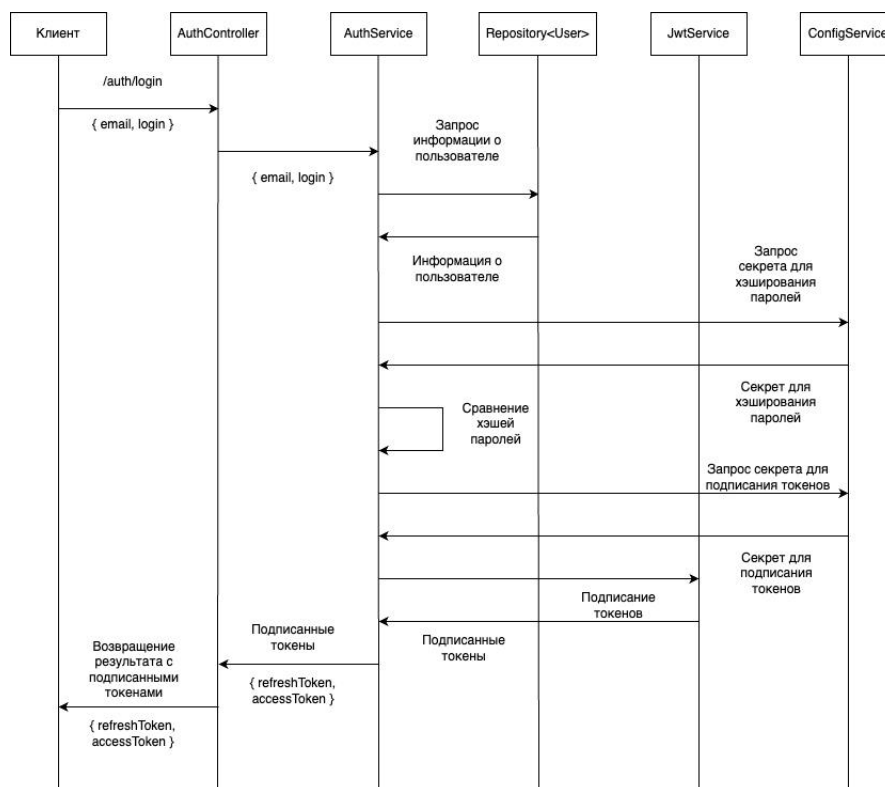 Клиент
AuthController
AuthService
Repository<User>
JwtService
ConfigService
/auth/login
{ email, login }
{ email, login }
Запрос
информации о
пользователе
Информация о
пользователе
Запрос
секрета для
хэширования
паролей
Секрет для
хэширования
паролей
Сравнение
хэшей
паролей
Запрос секрета для
подписания токенов
Секрет для
подписания
токенов
Подписание
токенов
Подписанные
токены
Подписанные
токены
{ refreshToken,
accessToken }
Возвращение
результата с
подписанными
токенами
{ refreshToken,
accessToken }